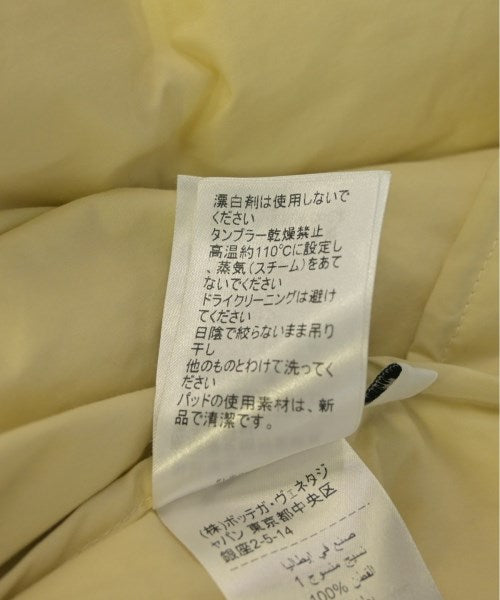 漂白剤は使用しないで
ください
タンブラー乾燥禁止
高温約110℃に設定し
、蒸気(スチーム)をあて
ないでください
ドライクリーニングは避け
てください
日陰で絞らないまま吊り
干し
他のものとわけて洗ってく
ださい
パッドの使用素材は、新
品で清潔です。
(株)ボッテガ・ヴェネタジ
ャパン 東京都中央区
銀座2-5-14
صنع في إيطاليا
نسيج منسوج 1
القطن %100